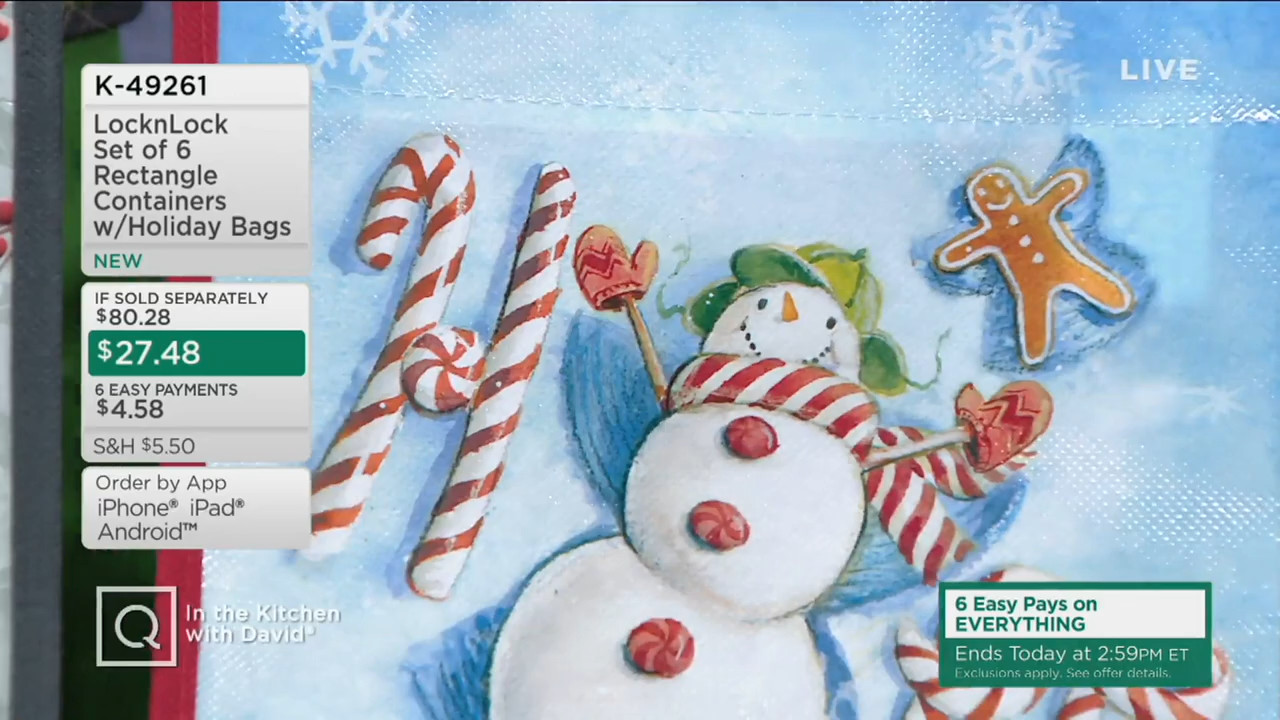 K-49261
LocknLock
Set of 6
Rectangle
Containers
w/Holiday Bags
NEW
IF SOLD SEPARATELY
$80.28
$27.48
6 EASY PAYMENTS
$4.58
S&H $5.50
Order by App
iPhone® iPad®
Android™
Q
In the Kitchen
with David®
LIVE
6 Easy Pays on
EVERYTHING
Ends Today at 2:59PM ET
Exclusions apply. See offer details.